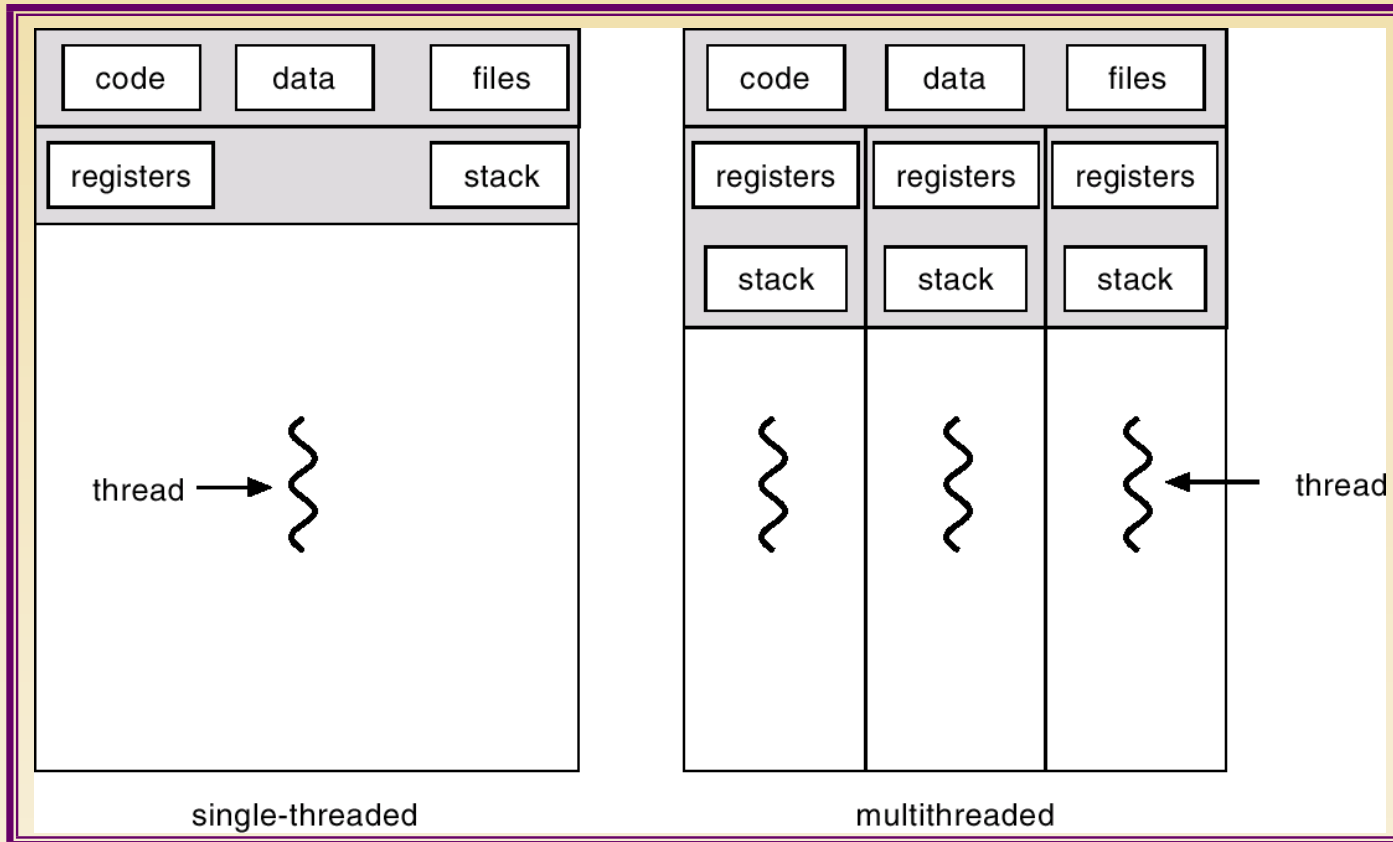 code data files
registers stack
thread
single-threaded
code data files
registers registers registers
stack stack stack
thread
multithreaded